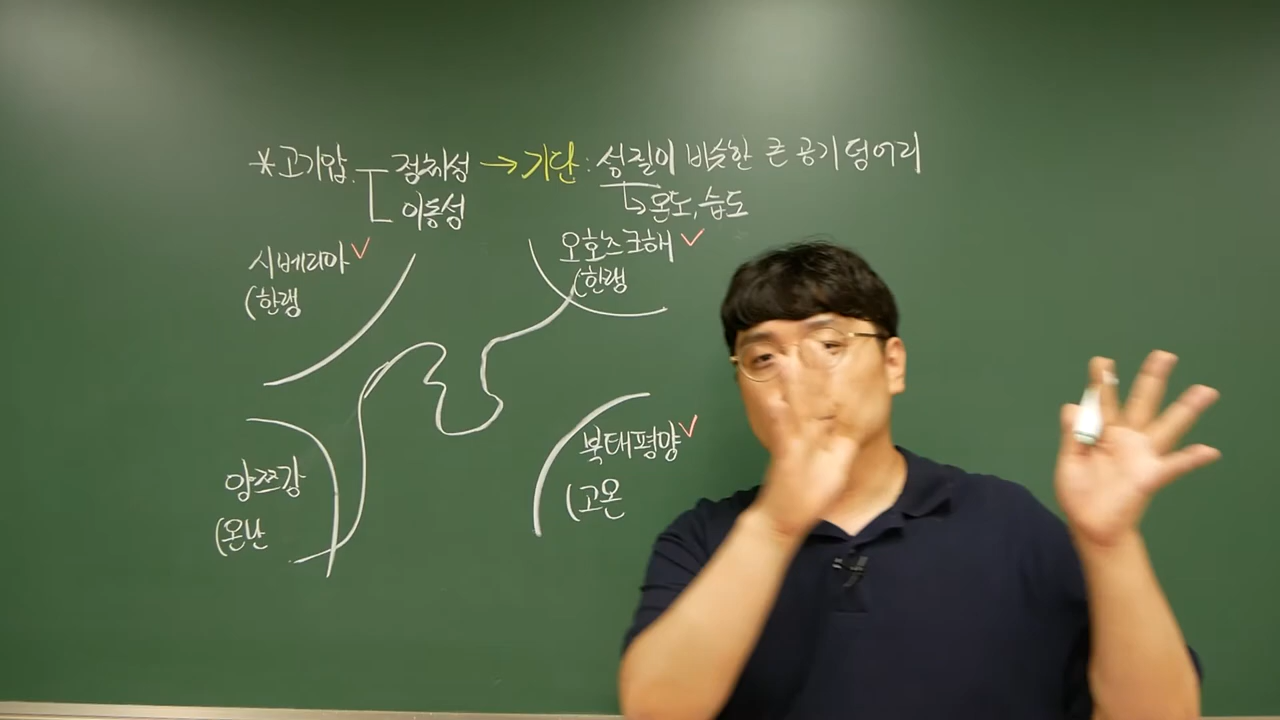 *고기압 정체성 → 기단 : 성질이 비슷한 큰 공기 덩어리
이동성 ↳ 온도, 습도
시베리아 ✓
(한랭
오호츠크해 ✓
(한랭
양쯔강
(온난
북태평양 ✓
(고온